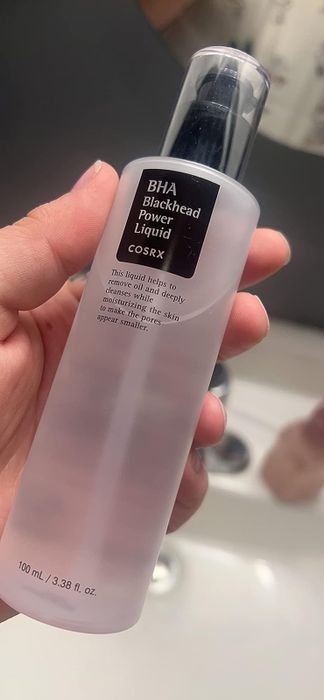 BHA
Blackhead
Power
Liquid
COSRX
This liquid helps to
remove oil and deeply
cleanses while
moisturizing the skin
to make the pores
appear smaller.
100 mL / 3.38 fl. oz.